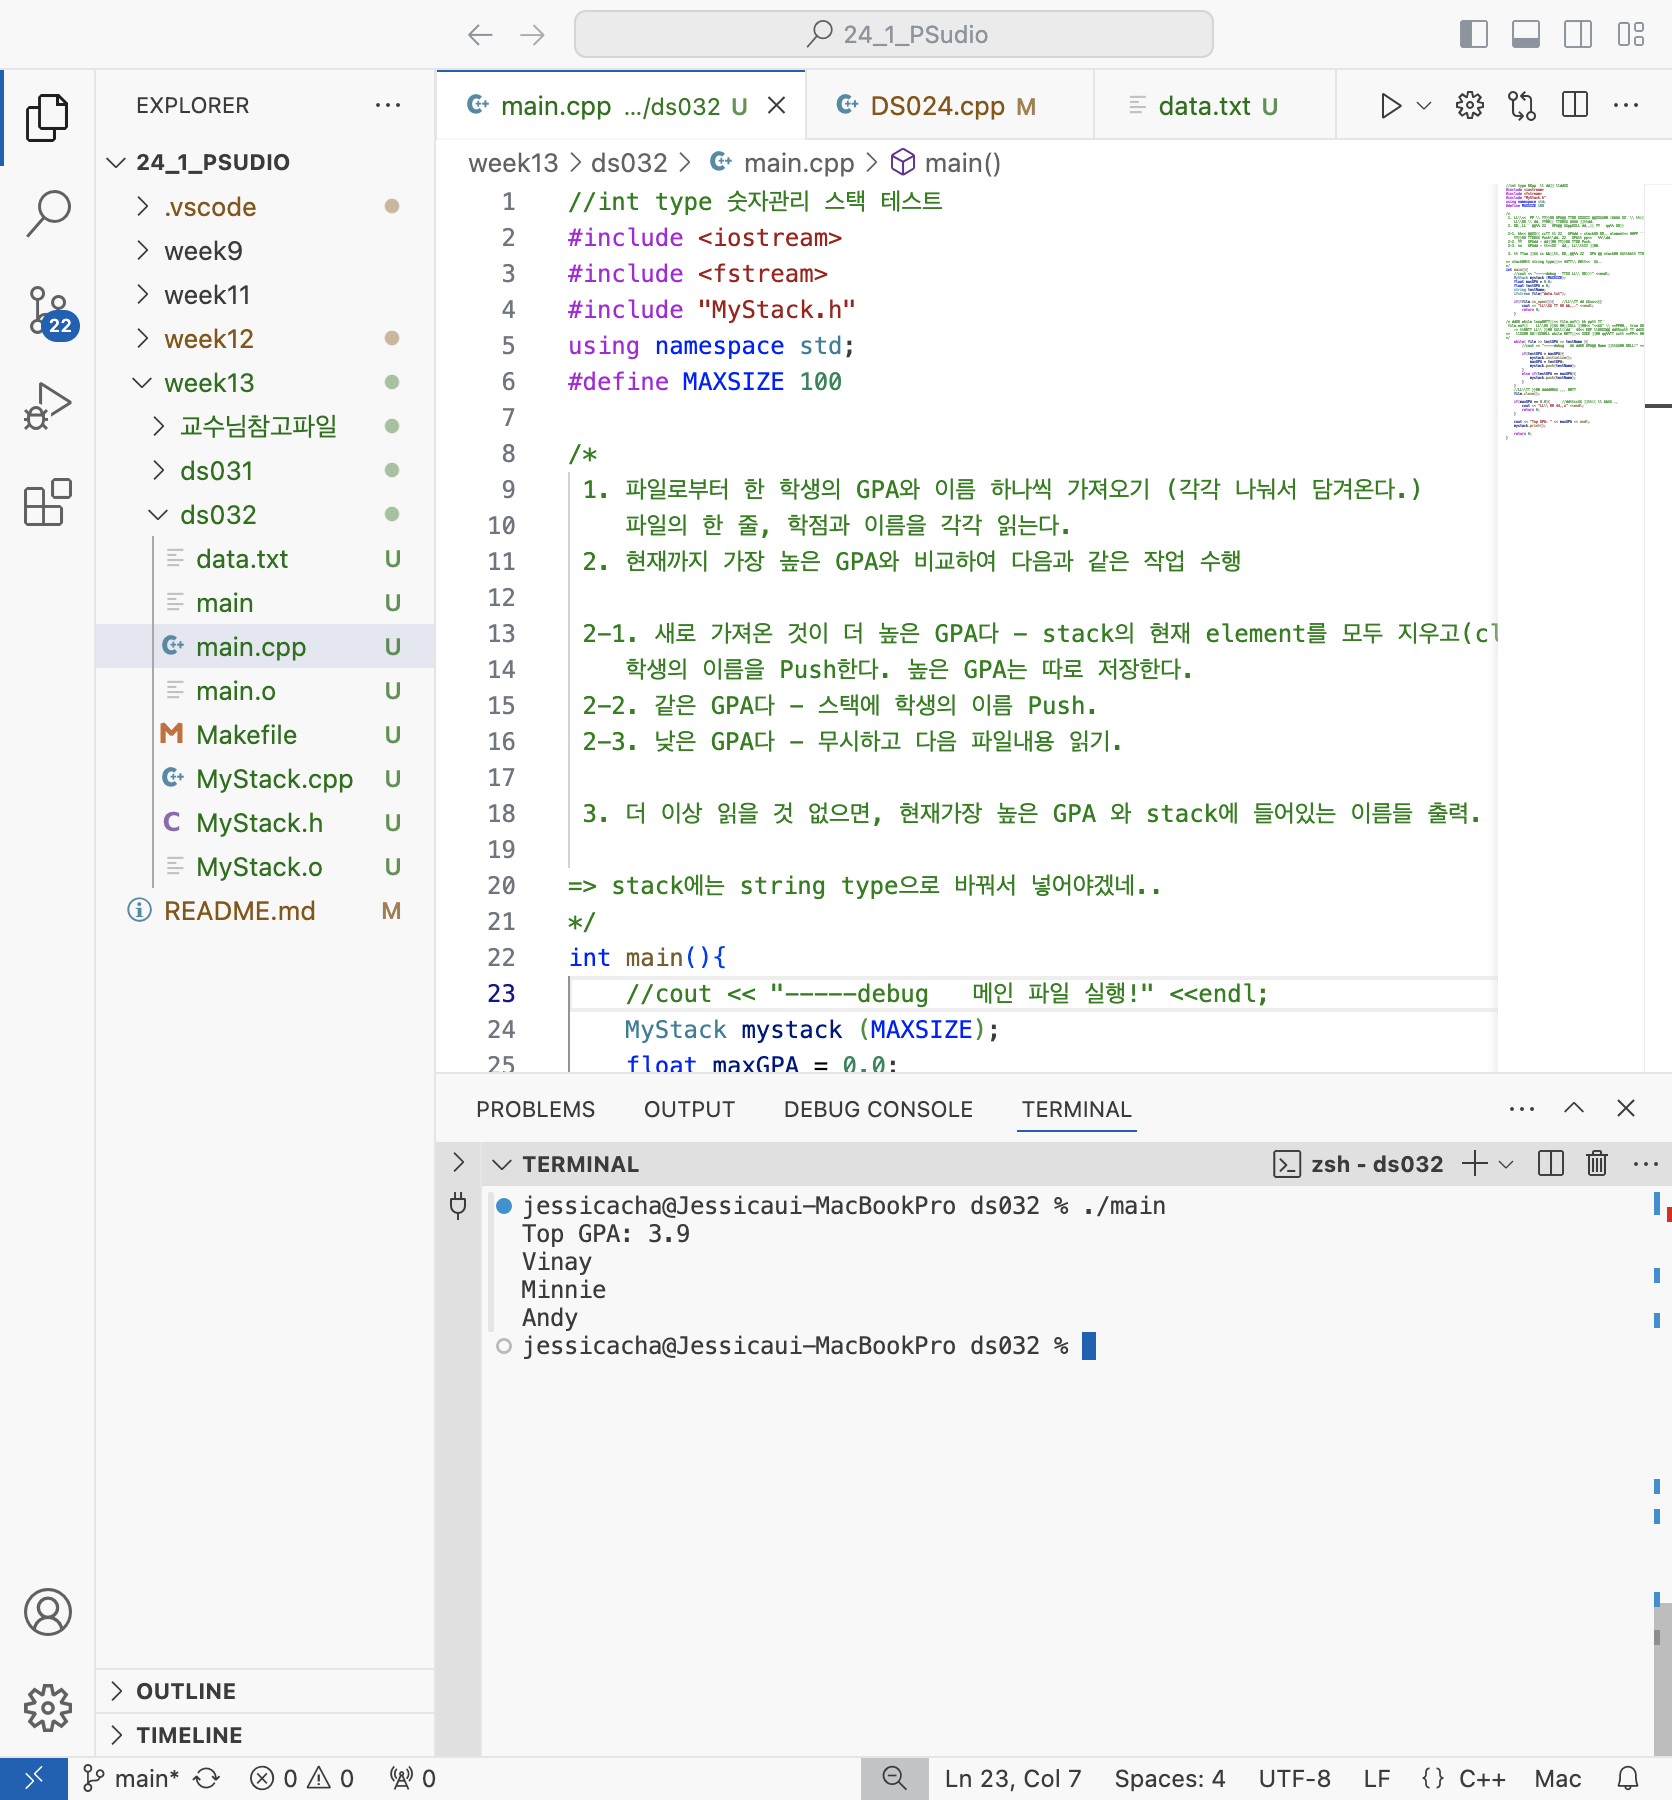 24_1_PSudio
EXPLORER
main.cpp .../ds032 U
DS024.cpp M
data.txt U
week13 > ds032 > main.cpp > main()
24_1_PSUDIO
.vscode
week9
week11
week12
week13
교수님참고파일
ds031
ds032
data.txt U
main U
main.cpp U
main.o U
Makefile U
MyStack.cpp U
MyStack.h U
MyStack.o U
README.md M
22
OUTLINE
TIMELINE
1 //int type 숫자관리 스택 테스트
2 #include <iostream>
3 #include <fstream>
4 #include "MyStack.h"
5 using namespace std;
6 #define MAXSIZE 100
7
8 /*
9 1. 파일로부터 한 학생의 GPA와 이름 하나씩 가져오기 (각각 나눠서 담겨온다.)
10 파일의 한 줄, 학점과 이름을 각각 읽는다.
11 2. 현재까지 가장 높은 GPA와 비교하여 다음과 같은 작업 수행
12
13 2-1. 새로 가져온 것이 더 높은 GPA다 - stack의 현재 element를 모두 지우고(cl
14 학생의 이름을 Push한다. 높은 GPA는 따로 저장한다.
15 2-2. 같은 GPA다 - 스택에 학생의 이름 Push.
16 2-3. 낮은 GPA다 - 무시하고 다음 파일내용 읽기.
17
18 3. 더 이상 읽을 것 없으면, 현재가장 높은 GPA 와 stack에 들어있는 이름들 출력.
19
20 => stack에는 string type으로 바꿔서 넣어야겠네..
21 */
22 int main(){
23 //cout << "-----debug   메인 파일 실행!" <<endl;
24 MyStack mystack (MAXSIZE);
25 float maxGPA = 0.0;
PROBLEMS OUTPUT DEBUG CONSOLE TERMINAL
TERMINAL zsh - ds032
jessicacha@Jessicaui-MacBookPro ds032 % ./main
Top GPA: 3.9
Vinay
Minnie
Andy
jessicacha@Jessicaui-MacBookPro ds032 %
main* 0 0 0 Ln 23, Col 7 Spaces: 4 UTF-8 LF {} C++ Mac